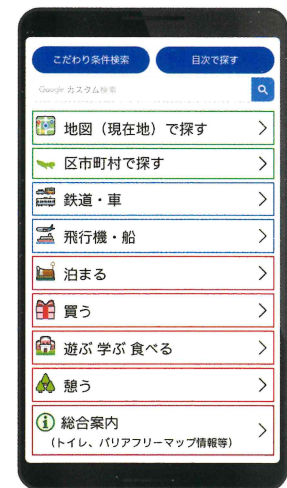 こだわり条件検索
目次で探す
Google カスタム検索
地図（現在地）で探す
区市町村で探す
鉄道・車
飛行機・船
泊まる
買う
遊ぶ 学ぶ 食べる
憩う
総合案内
（トイレ、バリアフリーマップ情報等）